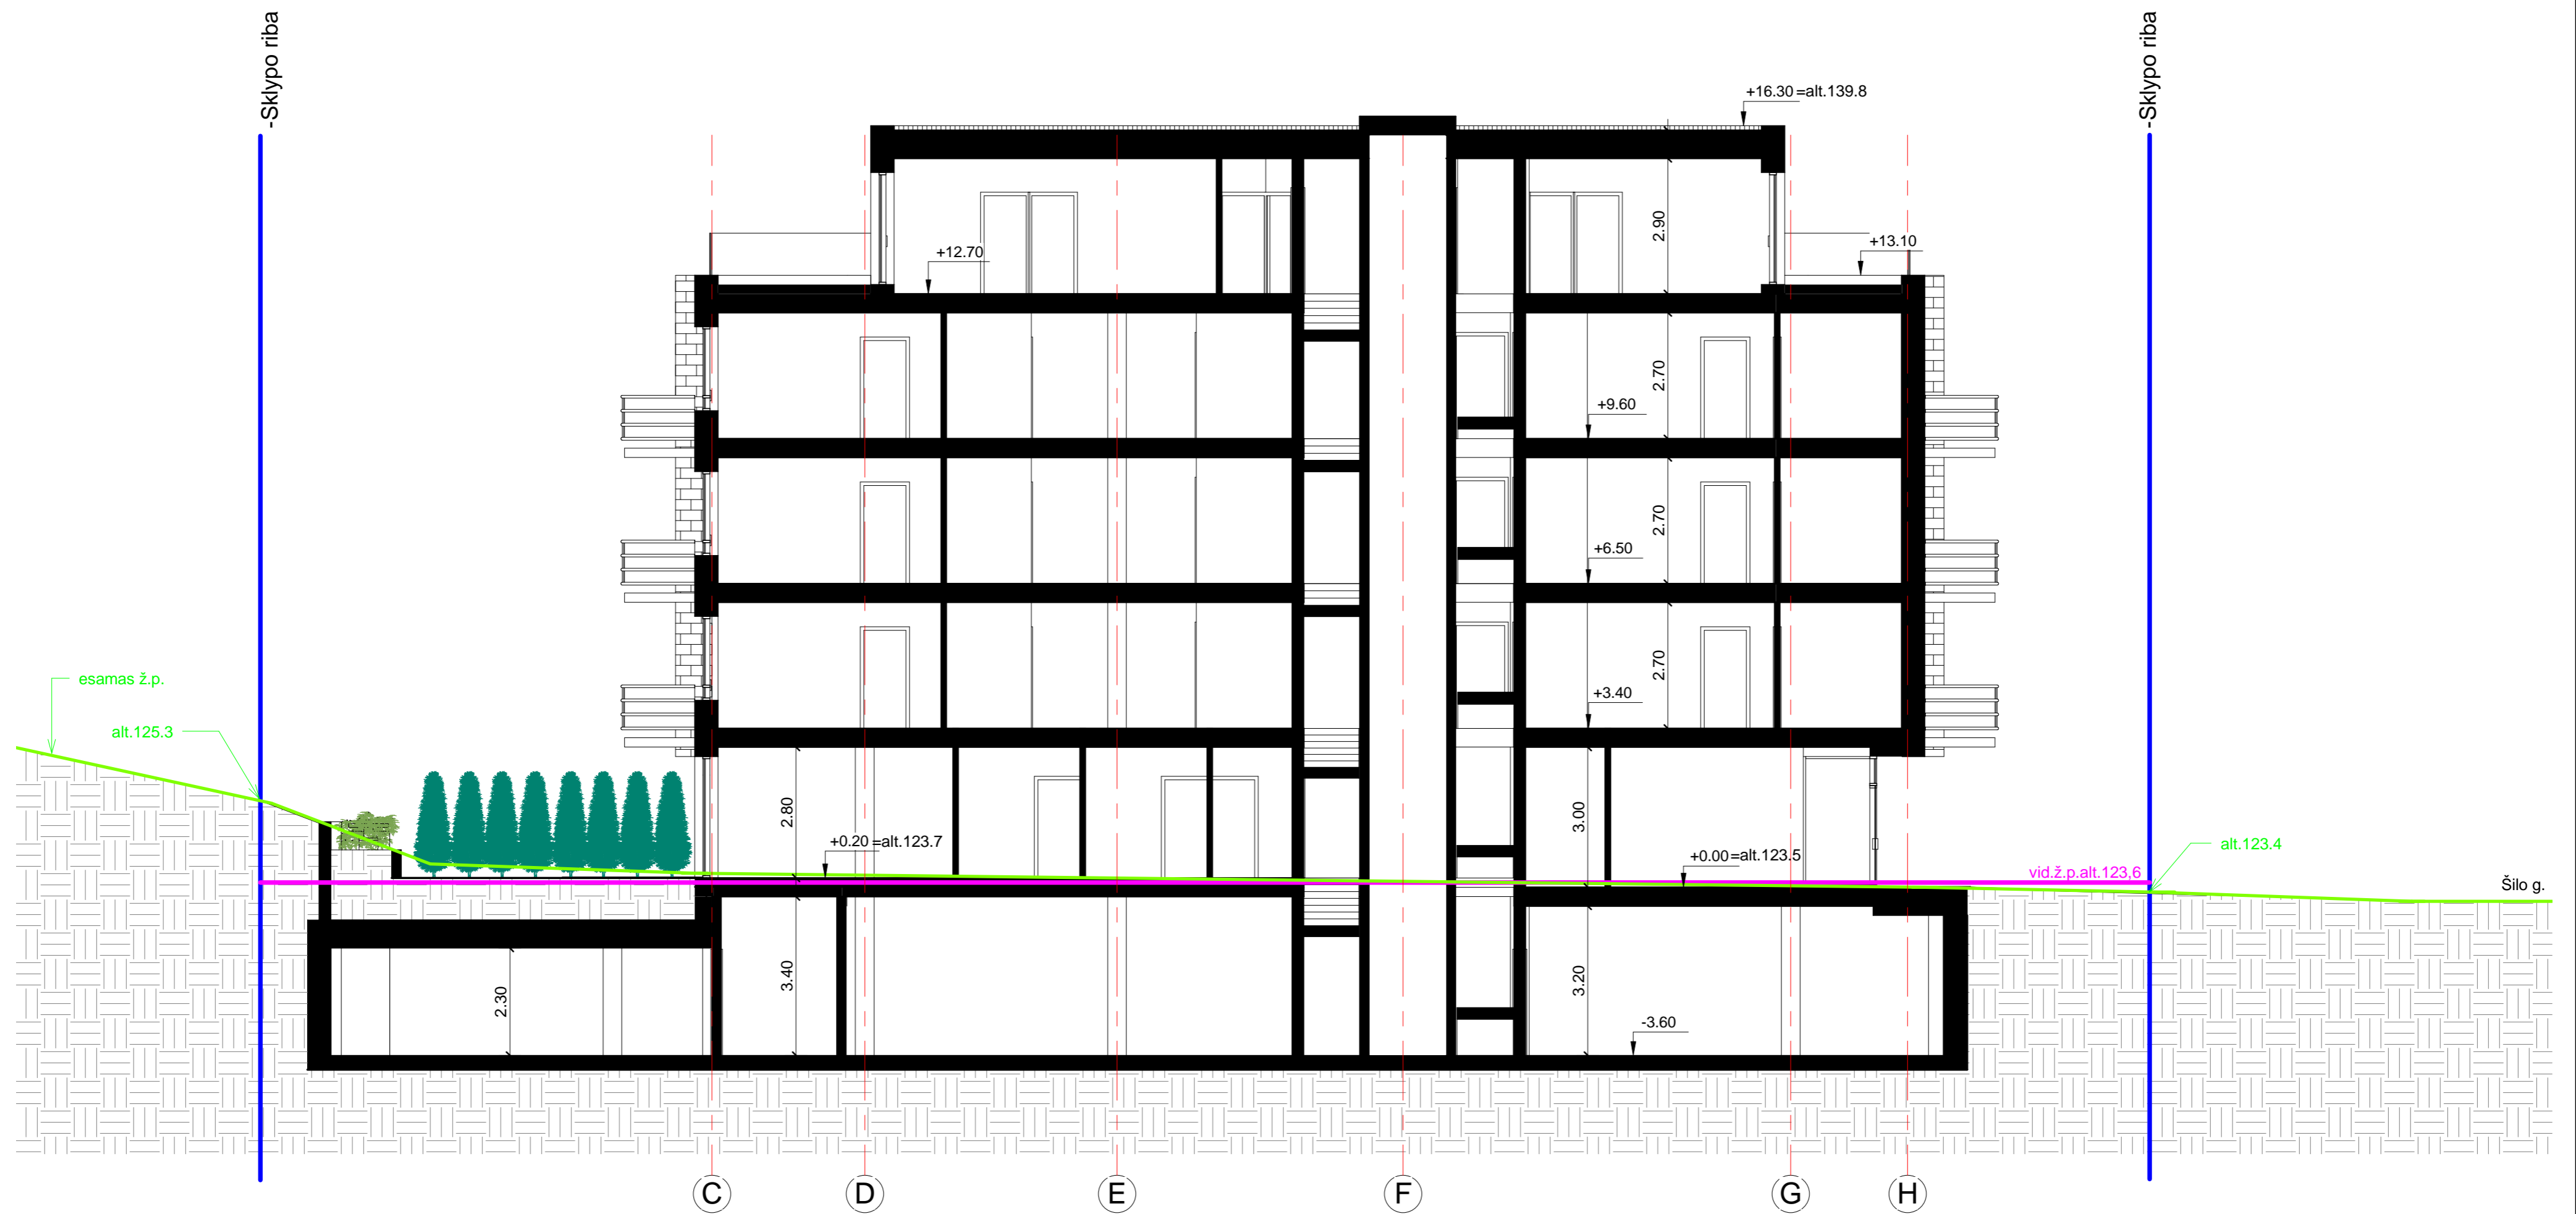 -Sklypo riba
-Sklypo riba
+16.30=alt.139.8
2.90
+12.70
+13.10
2.70
+9.60
2.70
+6.50
2.70
+3.40
esamas ž.p.
alt.125.3
2.80
3.00
+0.20=alt.123.7
+0.00=alt.123.5
vid.ž.p.alt.123,6
alt.123.4
Šilo g.
2.30
3.40
3.20
-3.60
C
D
E
F
G
H